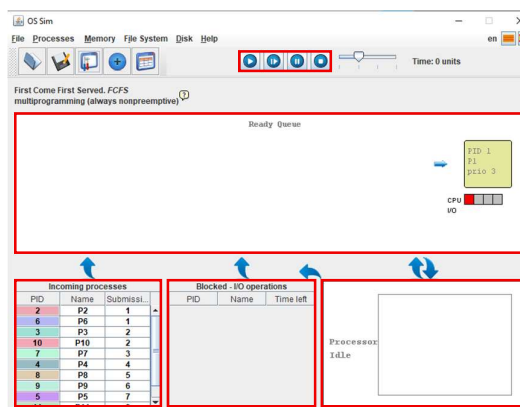 OS Sim
File Processes Memory File System Disk Help
en
Time: 0 units
First Come First Served. FCFS
multiprogramming (always nonpreemptive)
Ready Queue
PID 1
P1
prio 3
CPU
I/O
Incoming processes
PID Name Submissi...
2 P2 1
6 P6 1
3 P3 2
10 P10 2
7 P7 3
4 P4 4
8 P8 5
9 P9 6
5 P5 7
Blocked - I/O operations
PID Name Time left
Processor
Idle